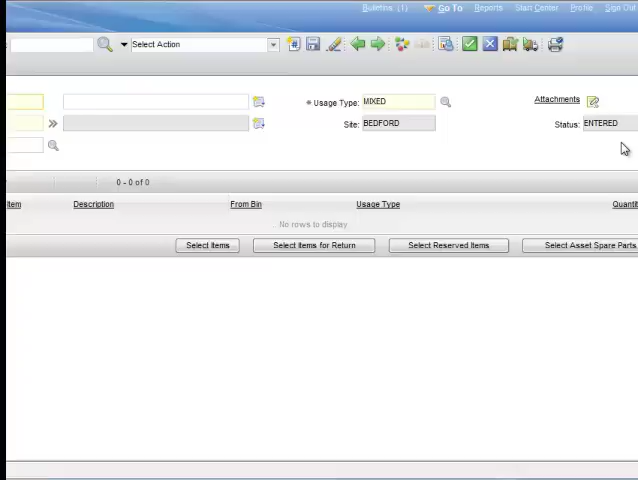 Bulletins: (1) Go To Reports Start Center Profile Sign Out
: Select Action
* Usage Type: MIXED Attachments
Site: BEDFORD Status: ENTERED
0 - 0 of 0
Item Description From Bin Usage Type Quantit
No rows to display
Select Items Select Items for Return Select Reserved Items Select Asset Spare Parts